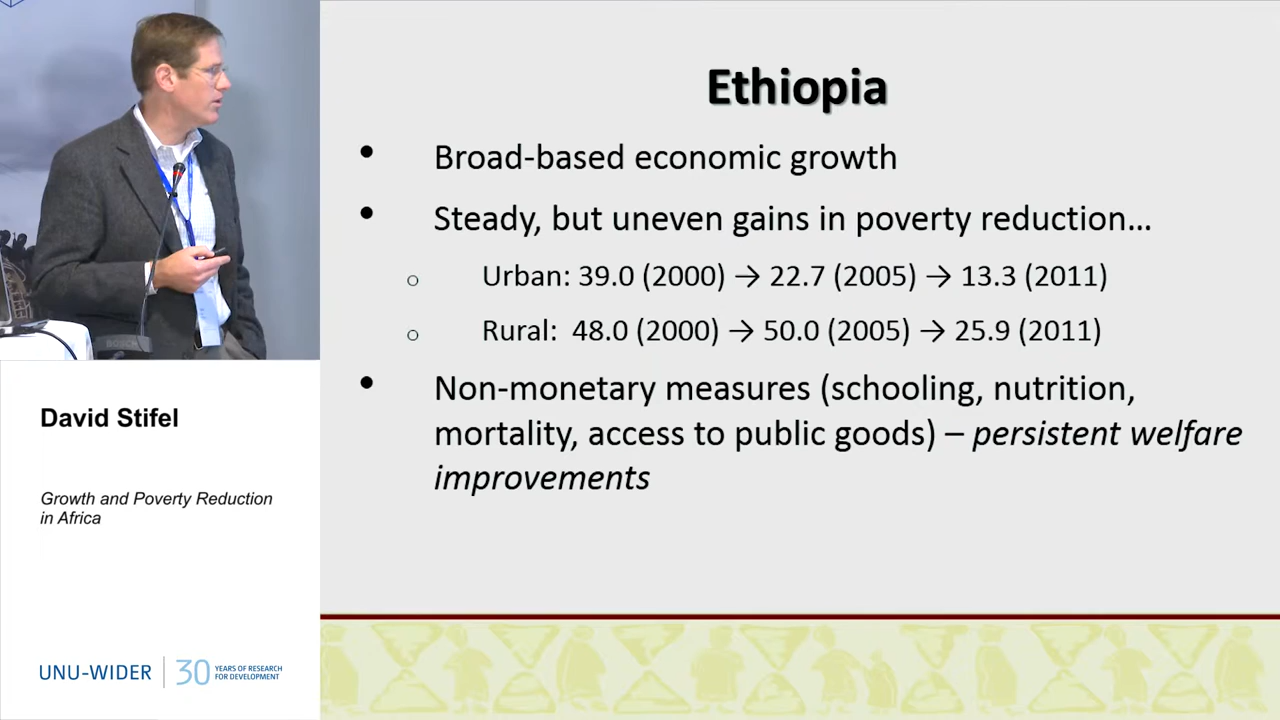 Ethiopia
• Broad-based economic growth
• Steady, but uneven gains in poverty reduction…
o Urban: 39.0 (2000) → 22.7 (2005) → 13.3 (2011)
o Rural: 48.0 (2000) → 50.0 (2005) → 25.9 (2011)
• Non-monetary measures (schooling, nutrition,
mortality, access to public goods) – persistent welfare
improvements
BOSCH
David Stifel
Growth and Poverty Reduction
in Africa
UNU-WIDER
30 YEARS OF RESEARCH
FOR DEVELOPMENT